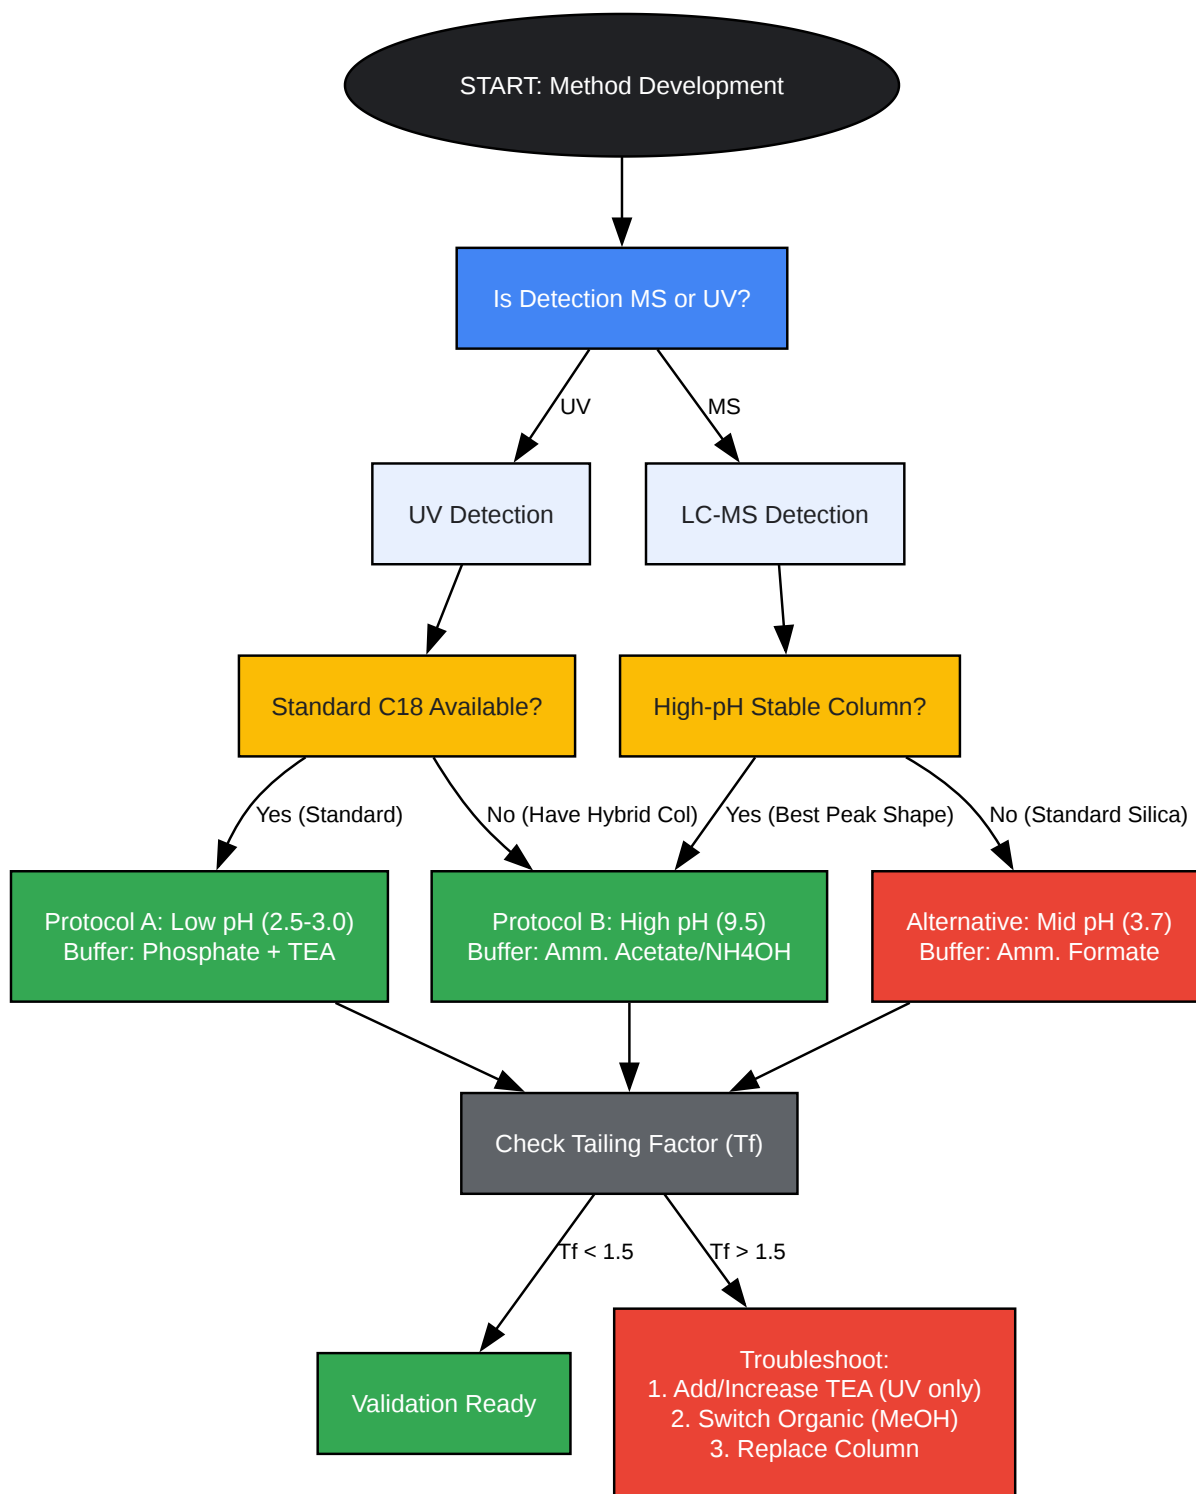 START: Method Development
Is Detection MS or UV?
UV
MS
UV Detection
LC-MS Detection
Standard C18 Available?
High-pH Stable Column?
Yes (Standard)
No (Have Hybrid Col)
Yes (Best Peak Shape)
No (Standard Silica)
Protocol A: Low pH (2.5-3.0)
Buffer: Phosphate + TEA
Protocol B: High pH (9.5)
Buffer: Amm. Acetate/NH4OH
Alternative: Mid pH (3.7)
Buffer: Amm. Formate
Check Tailing Factor (Tf)
Tf < 1.5
Tf > 1.5
Validation Ready
Troubleshoot:
1. Add/Increase TEA (UV only)
2. Switch Organic (MeOH)
3. Replace Column